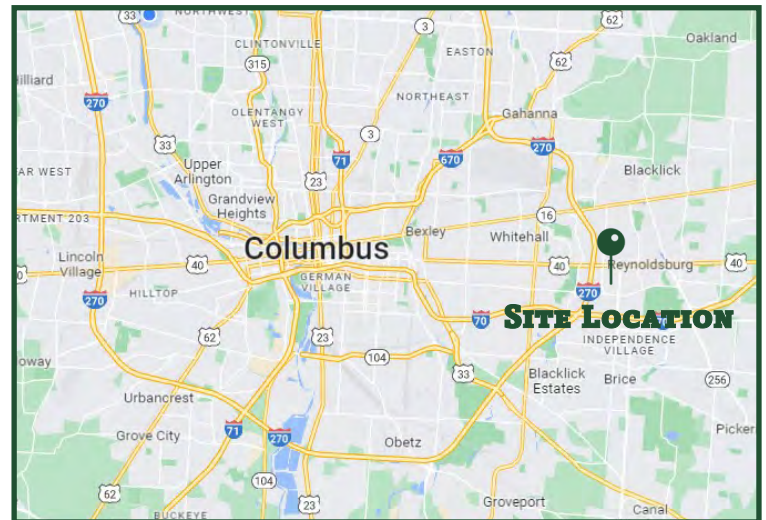 33
NORTHWEST
3
62
Oakland
CLINTONVILLE
EASTON
315
62
illiard
270
NORTHEAST
OLENTANGY
WEST
Gahanna
33
3
71
670
270
AR WEST
Upper
Arlington
23
Blacklick
Grandview
Heights
RTMENT 203
16
Bexley
Whitehall
Columbus
Lincoln
Village
40
GERMAN
VILLAGE
40
Reynoldsburg
0
270
HILLTOP
270
70
SITE LOCATION
70
62
23
INDEPENDENCE
VILLAGE
104
oway
33
Blacklick
Estates
Brice
256
Urbancrest
Grove City
71
270
Obetz
Picker
104
62
23
Groveport
Canal
BUCKEYE